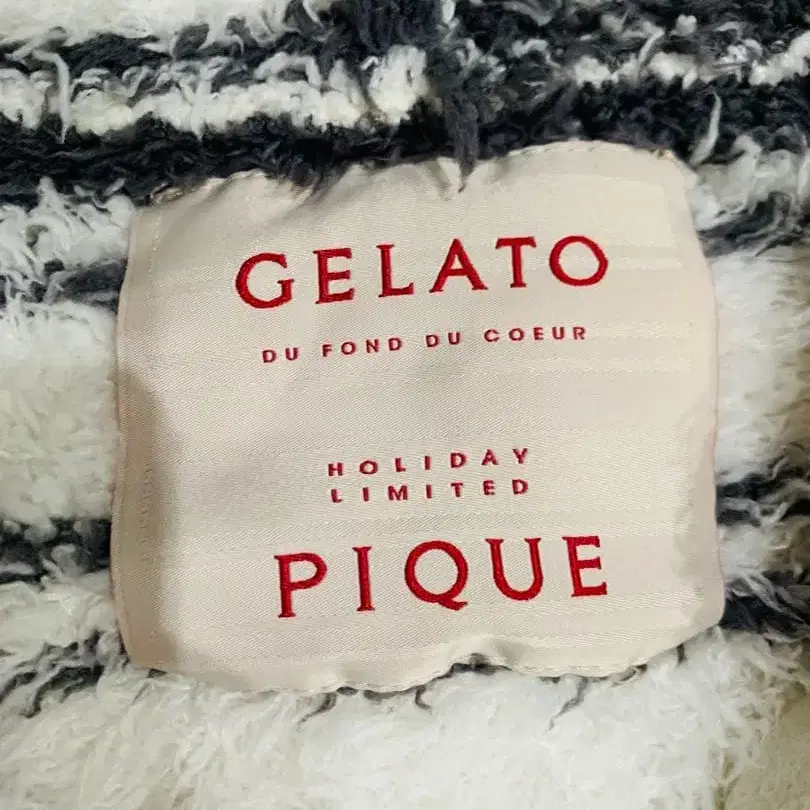 GELATO
DU FOND DU COEUR
HOLIDAY
LIMITED
PIQUE